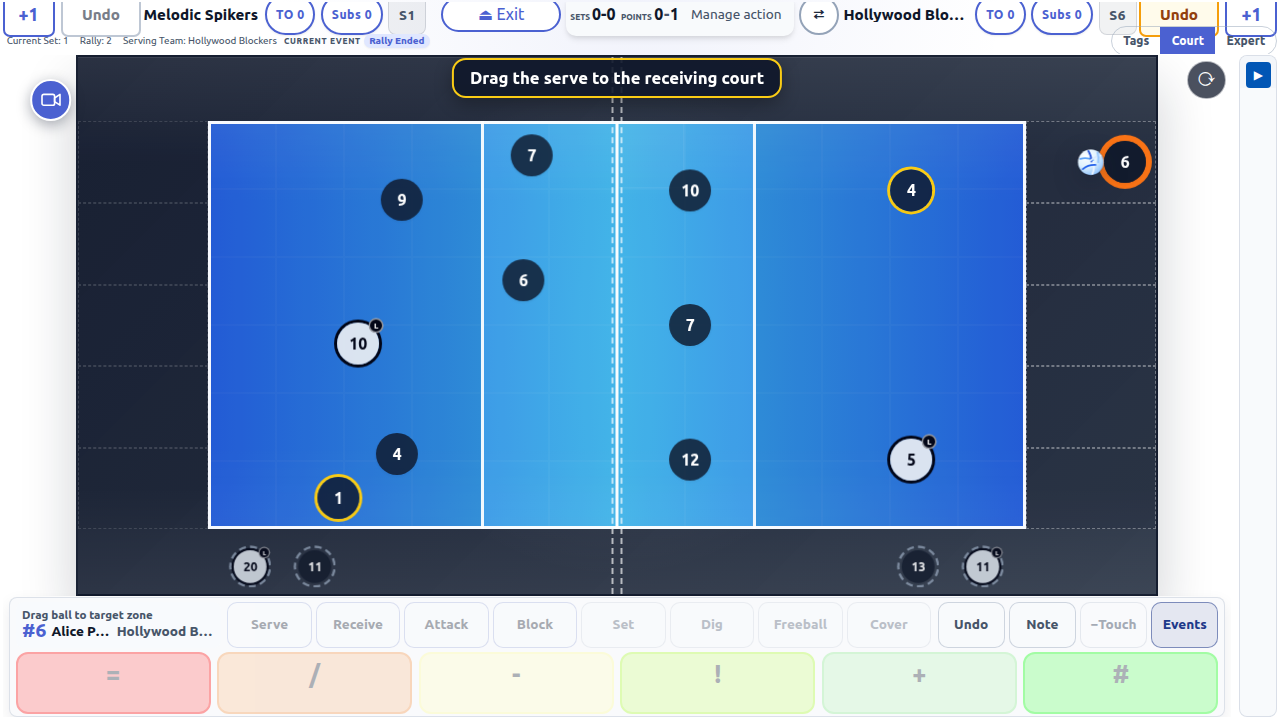 +1 Undo Melodic Spikers TO 0 Subs 0 S1 ⏏ Exit SETS 0-0 POINTS 0-1 Manage action ⇄ Hollywood Blo... TO 0 Subs 0 S6 Undo +1
Current Set: 1 Rally: 2 Serving Team: Hollywood Blockers CURRENT EVENT Rally Ended Tags Court Expert
Drag the serve to the receiving court
7
6
9
10
4
6
7
10 L
4
12
5 L
1
20 L
11
13
11 L
Drag ball to target zone
#6 Alice P... Hollywood B...
Serve Receive Attack Block Set Dig Freeball Cover Undo Note −Touch Events
= / - ! + #